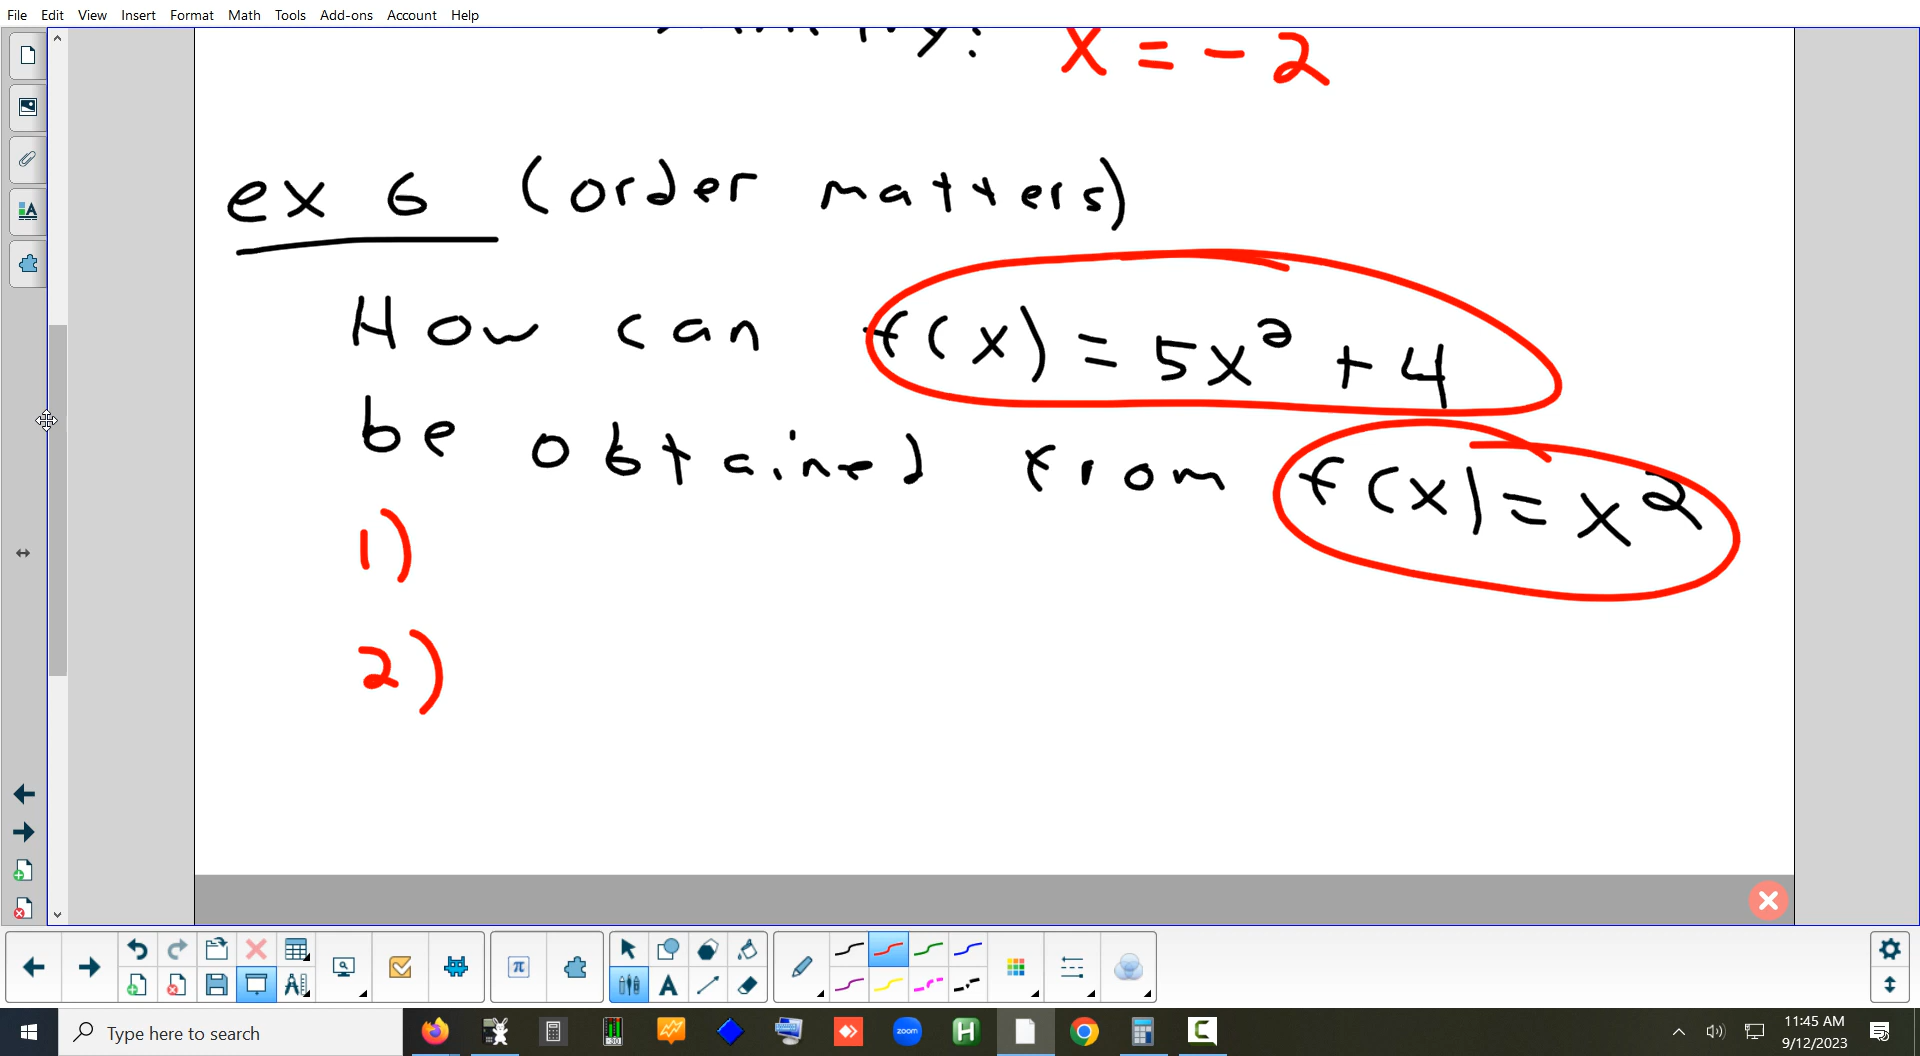 File Edit View Insert Format Math Tools Add-ons Account Help
x = - 2
ex 6 (order matters)
How can f(x) = 5x² + 4
be obtained from f(x) = x²
1)
2)
Type here to search
zoom
11:45 AM
9/12/2023